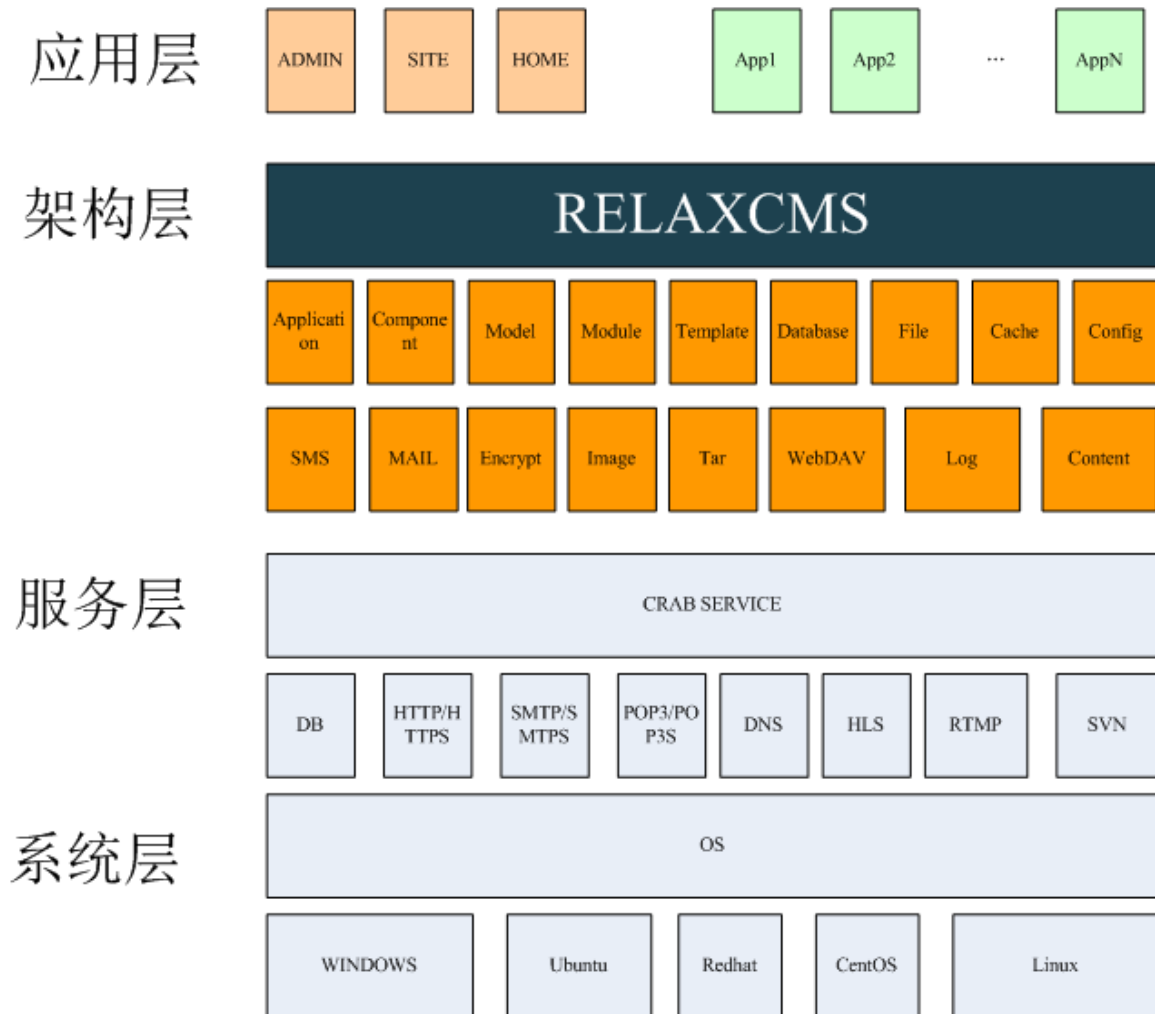 应用层
ADMIN
SITE
HOME
App1
App2
...
AppN
架构层
RELAXCMS
Applicati
on
Compone
nt
Model
Module
Template
Database
File
Cache
Config
SMS
MAIL
Encrypt
Image
Tar
WebDAV
Log
Content
服务层
CRAB SERVICE
DB
HTTP/H
TTPS
SMTP/S
MTPS
POP3/PO
P3S
DNS
HLS
RTMP
SVN
系统层
OS
WINDOWS
Ubuntu
Redhat
CentOS
Linux